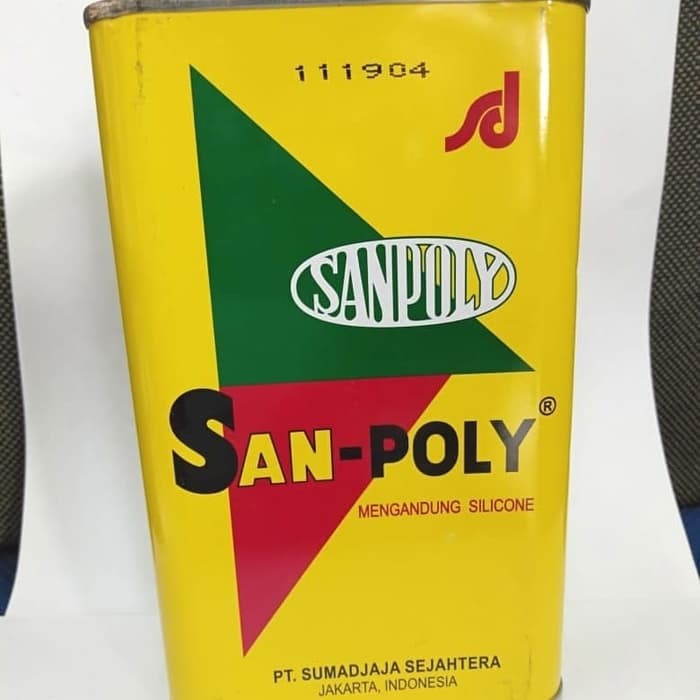 111904
sd
SANPOLY
SAN-POLY®
MENGANDUNG SILICONE
PT. SUMADJAJA SEJAHTERA
JAKARTA, INDONESIA